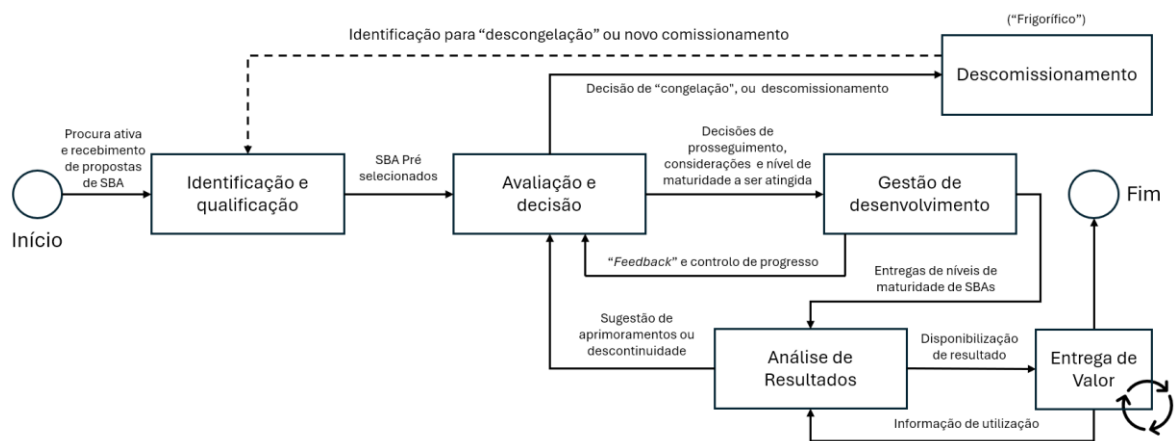 (“Frigorífico”)
Identificação para “descongelação” ou novo comissionamento
Descomissionamento
Decisão de “congelação", ou descomissionamento
Procura ativa
e recebimento
de propostas
de SBA
Início
Identificação e
qualificação
SBA Pré
selecionados
Avaliação e
decisão
Decisões de
prosseguimento,
considerações e nível de
maturidade a ser atingida
Gestão de
desenvolvimento
Fim
“Feedback” e controlo de progresso
Entregas de níveis de
maturidade de SBAs
Sugestão de
aprimoramentos ou
descontinuidade
Análise de
Resultados
Disponibilização
de resultado
Entrega de
Valor
Informação de utilização